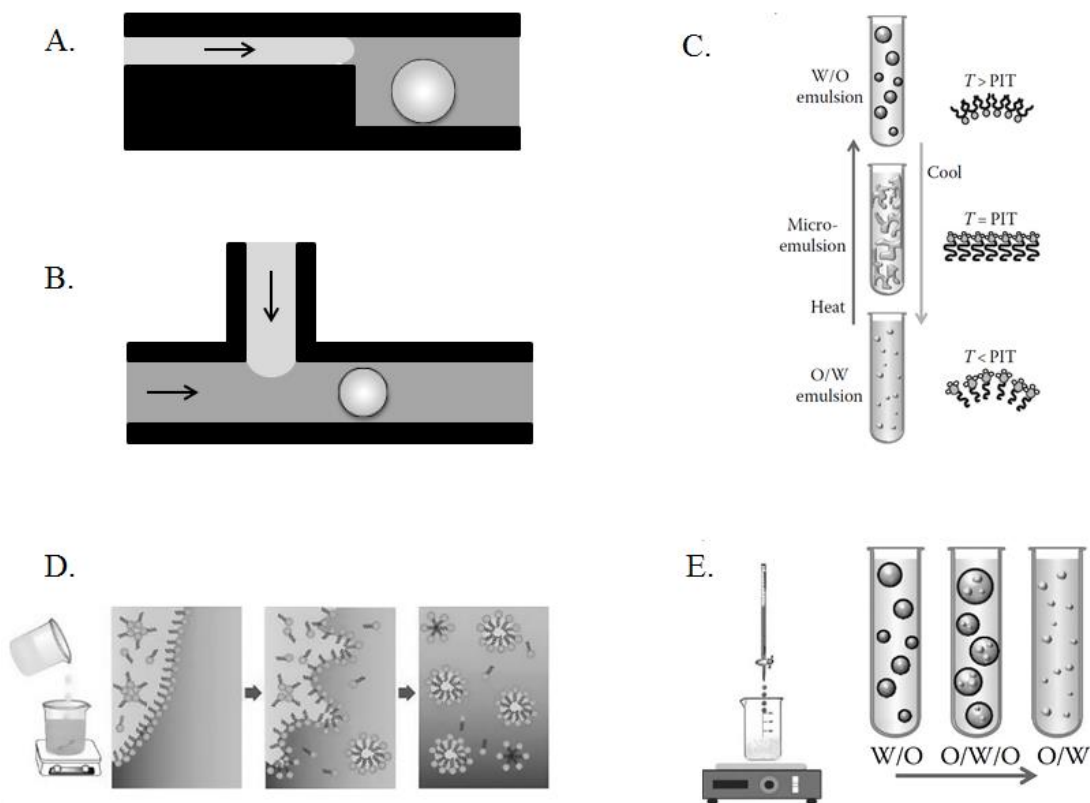 A.
B.
C.
W/O
emulsion
T > PIT
Cool
Micro-
emulsion
T = PIT
Heat
O/W
emulsion
T < PIT
D.
E.
W/O O/W/O O/W